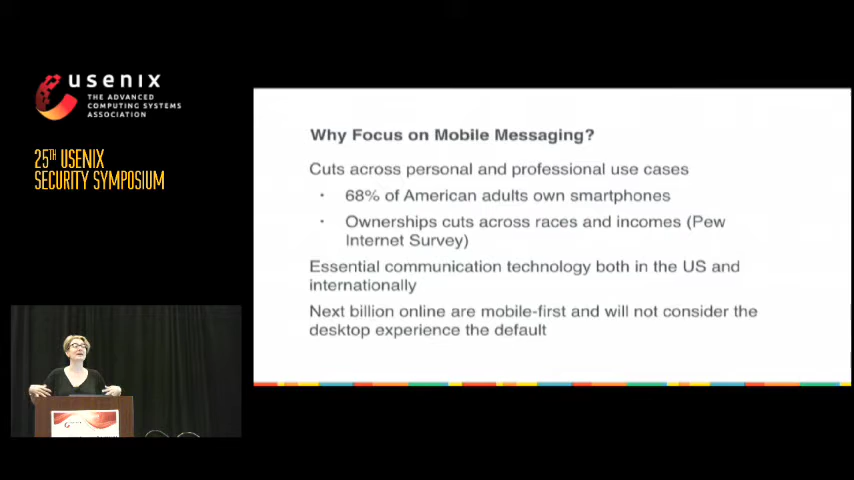 usenix
THE ADVANCED
COMPUTING SYSTEMS
ASSOCIATION
25TH USENIX
SECURITY SYMPOSIUM
Why Focus on Mobile Messaging?
Cuts across personal and professional use cases
• 68% of American adults own smartphones
• Ownerships cuts across races and incomes (Pew
Internet Survey)
Essential communication technology both in the US and
internationally
Next billion online are mobile-first and will not consider the
desktop experience the default